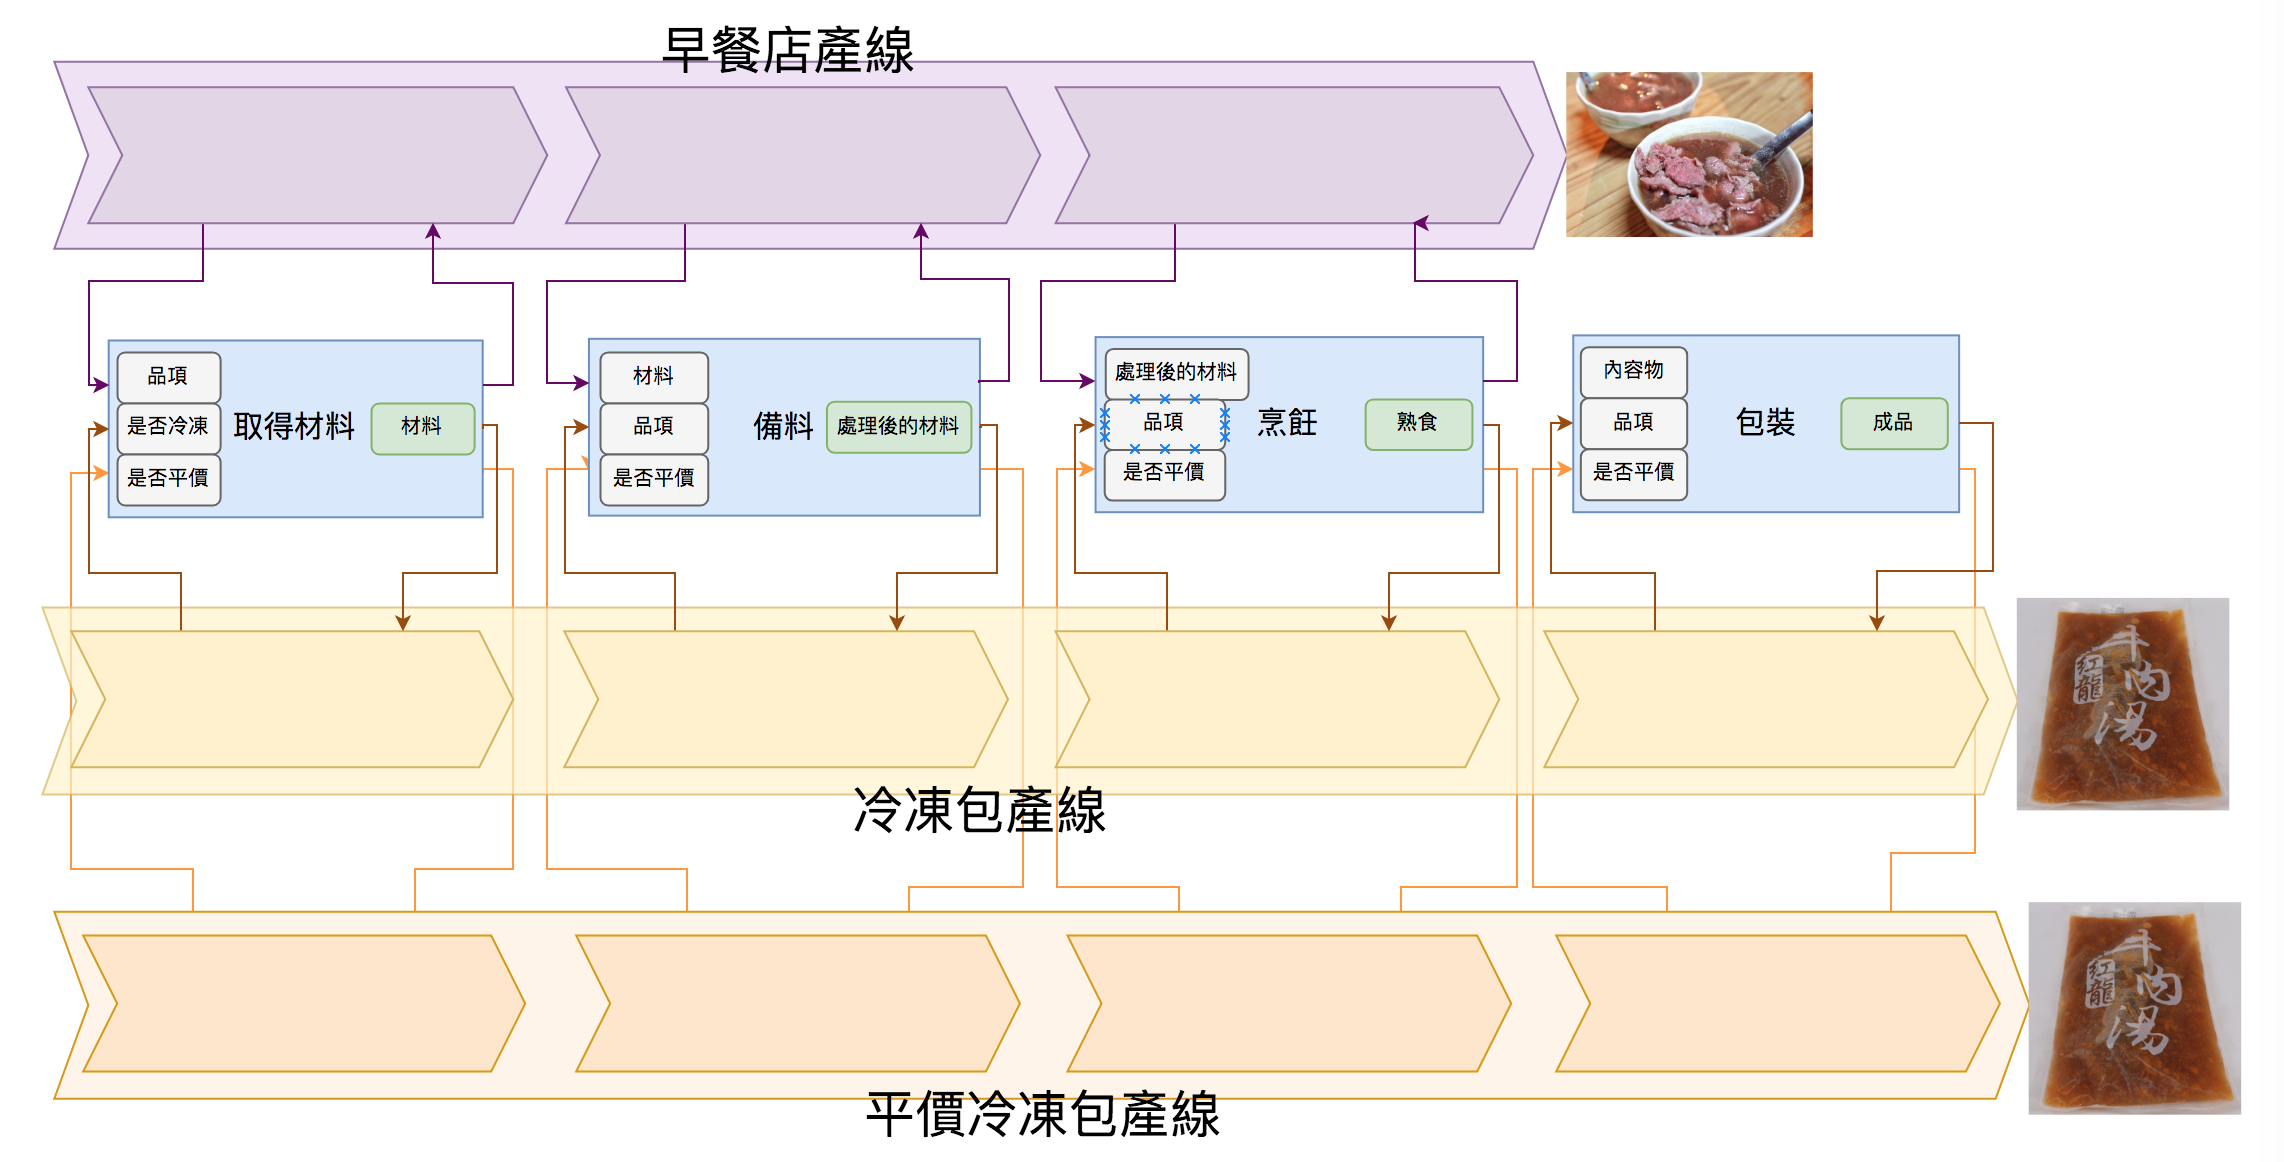 早餐店產線
品項
是否冷凍
是否平價
取得材料
材料
材料
品項
是否平價
備料
處理後的材料
處理後的材料
品項
是否平價
烹飪
熟食
內容物
品項
是否平價
包裝
成品
紅龍
牛肉湯
冷凍包產線
紅龍
牛肉湯
平價冷凍包產線